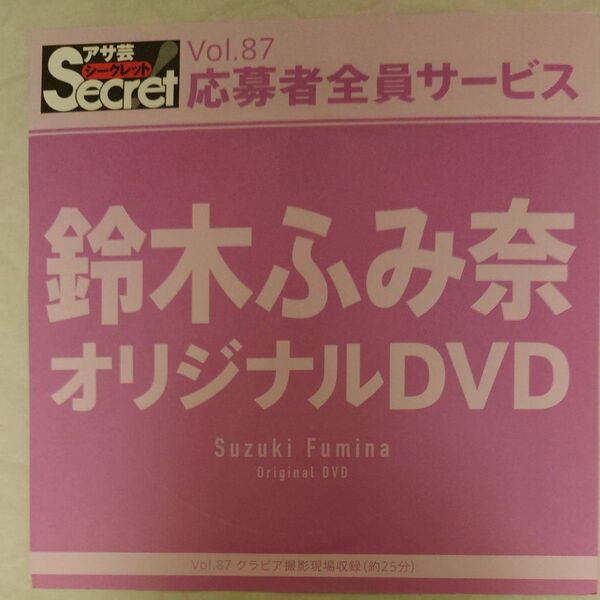 アサ芸
シークレット
Secret!
Vol.87
応募者全員サービス
鈴木ふみ奈
オリジナルDVD
Suzuki Fumina
Original DVD
Vol.87 グラビア撮影現場収録(約25分)